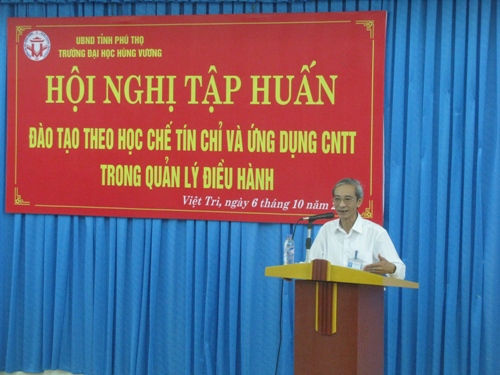 UBND TỈNH PHÚ THỌ
TRƯỜNG ĐẠI HỌC HÙNG VƯƠNG
HỘI NGHỊ TẬP HUẤN
ĐÀO TẠO THEO HỌC CHẾ TÍN CHỈ VÀ ỨNG DỤNG CNTT
TRONG QUẢN LÝ ĐIỀU HÀNH
Việt Trì, ngày 6 tháng 10 năm